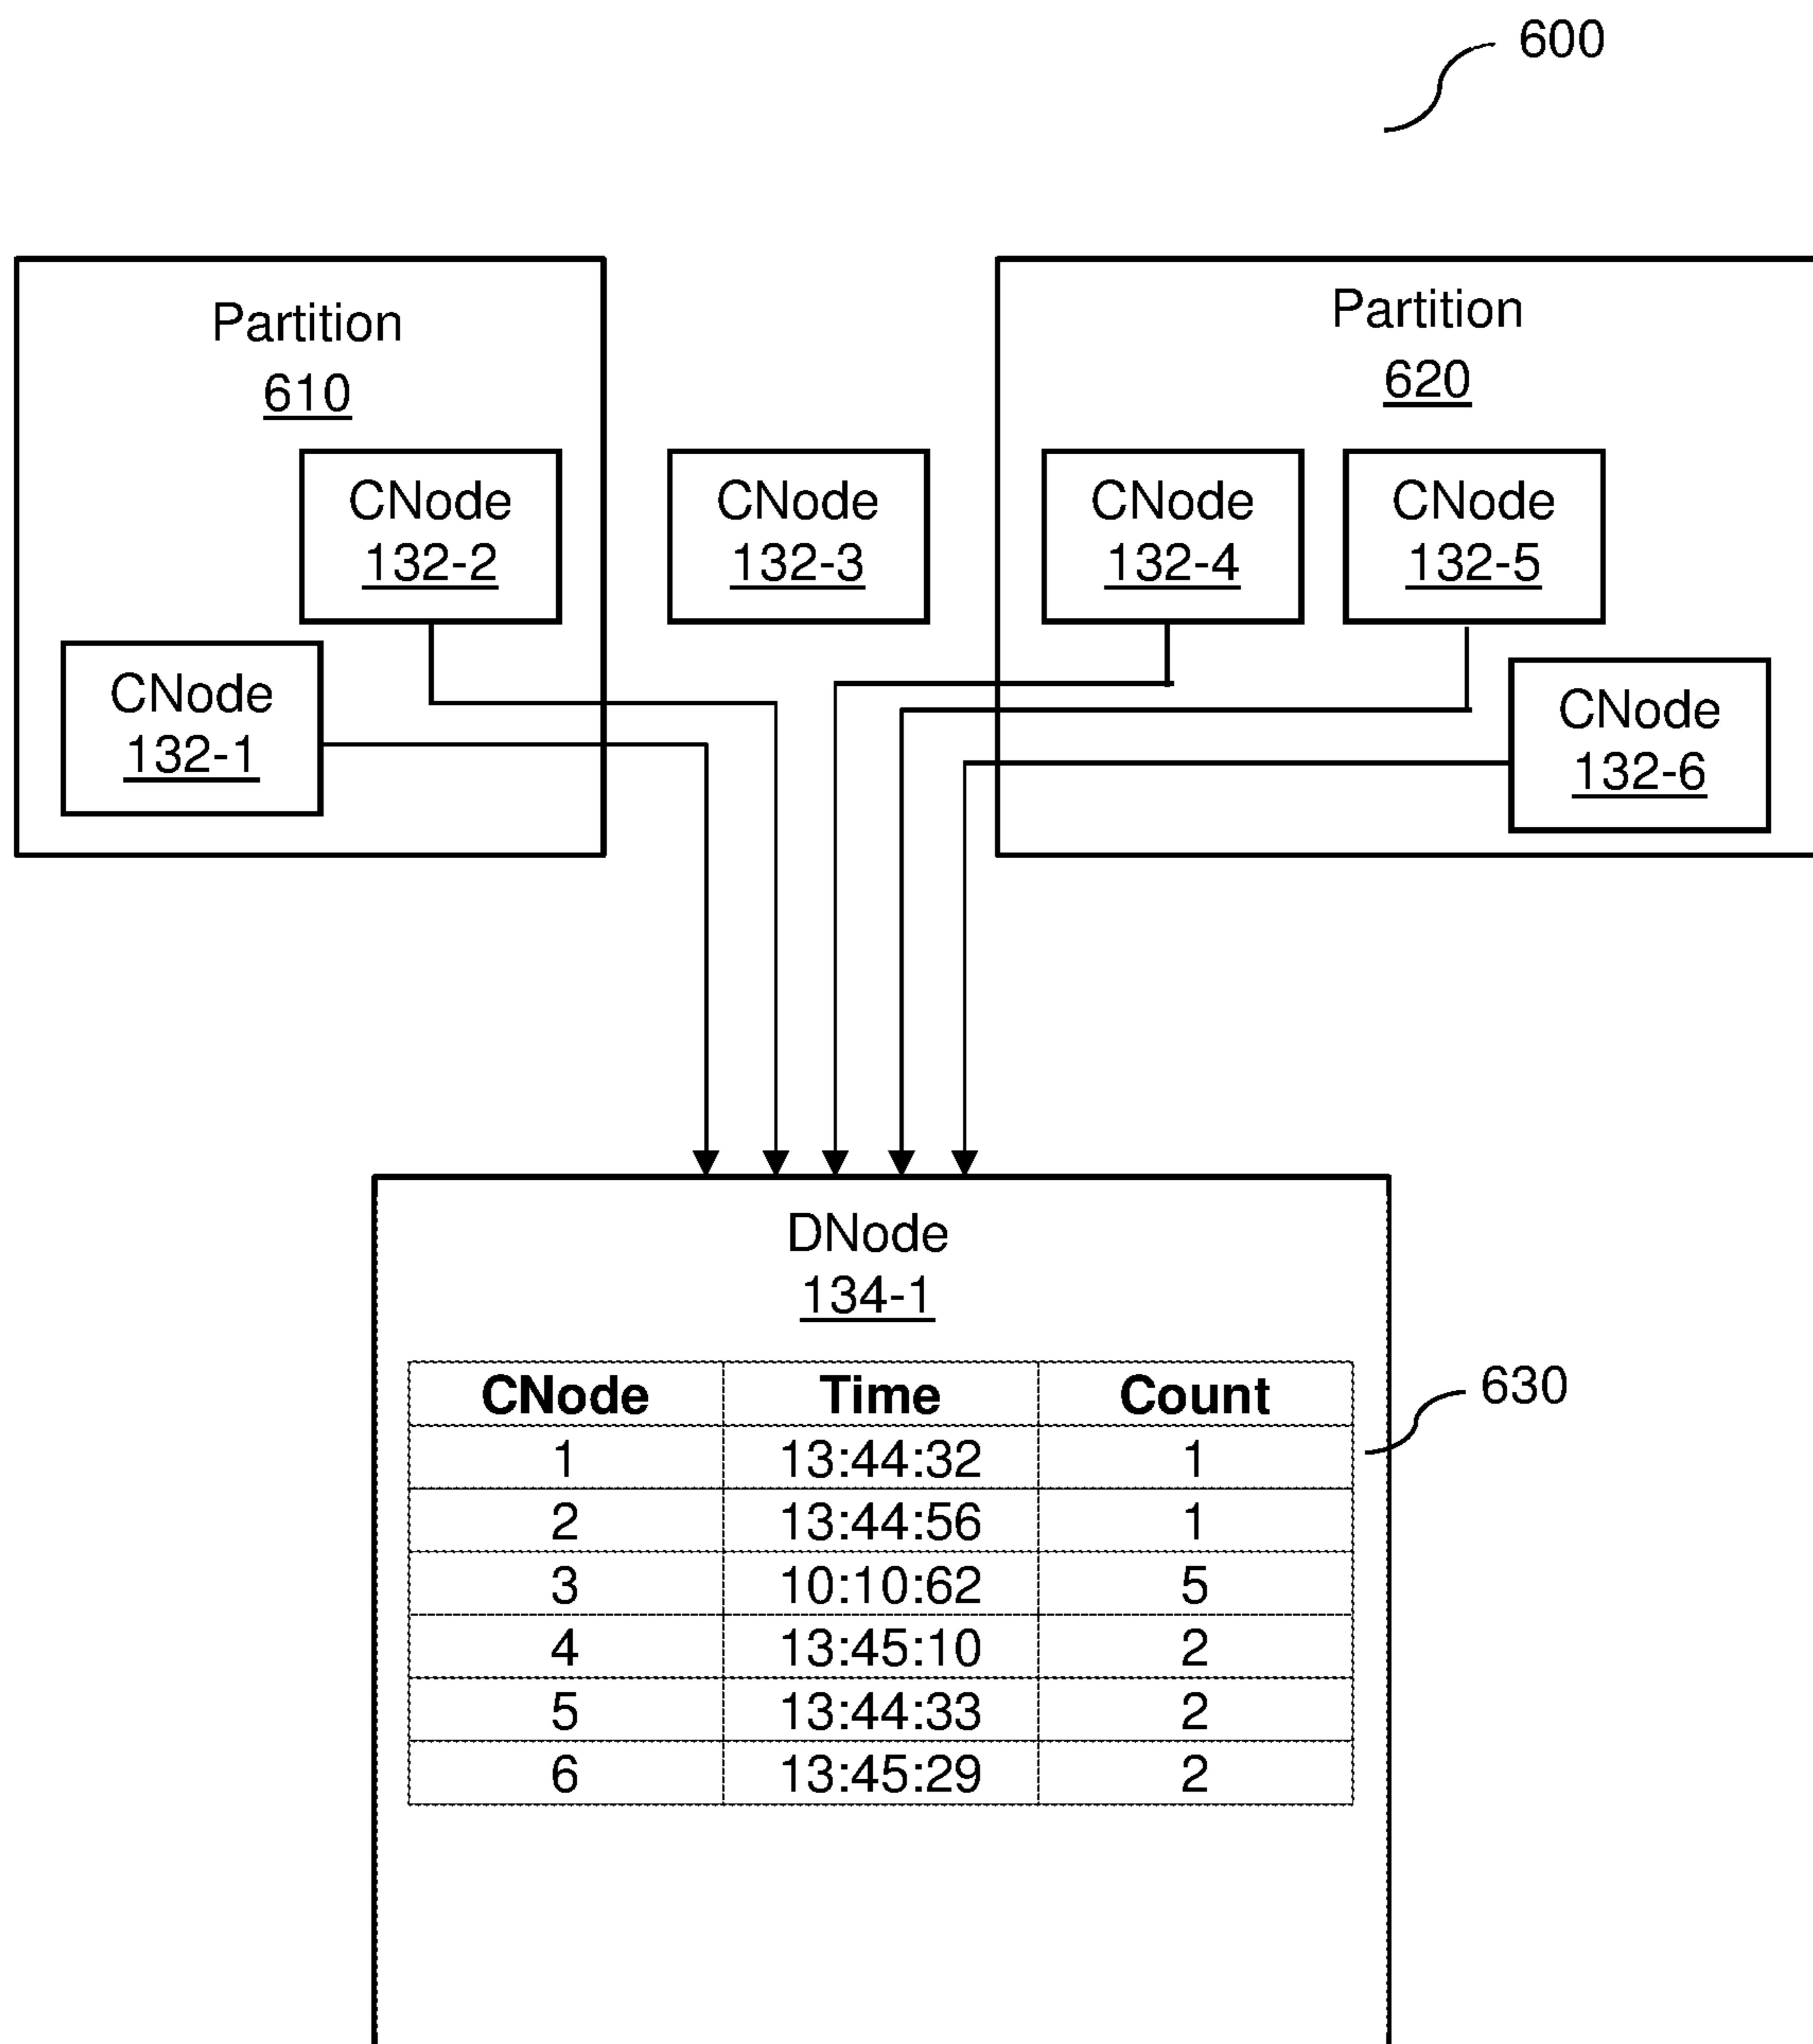 600
Partition
610
Partition
620
CNode
132-2
CNode
132-3
CNode
132-4
CNode
132-5
CNode
132-1
CNode
132-6
DNode
134-1
630
CNode Time Count
1 13:44:32 1
2 13:44:56 1
3 10:10:62 5
4 13:45:10 2
5 13:44:33 2
6 13:45:29 2